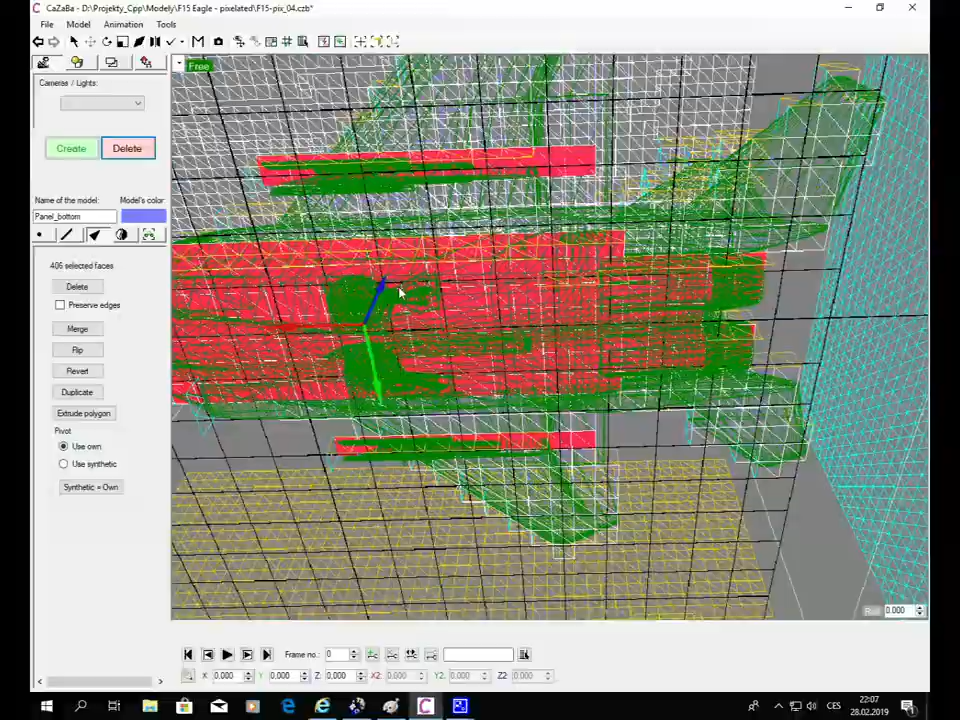 CaZaBa - D:\Projekty_Cpp\Modely\F15 Eagle - pixelated\F15-pix_04.czb*
File Model Animation Tools
Free
Cameras / Lights:
Create Delete
Name of the model: Model's color:
Panel_bottom
406 selected faces
Delete
Preserve edges
Merge
Flip
Revert
Duplicate
Extrude polygon
Pivot
Use own
Use synthetic
Synthetic = Own
Roll 0.000
Frame no.: 0
X 0.000 Y 0.000 Z: 0.000 X2: 0.000 Y2: 0.000 Z2: 0.000
CES 22:07
28.02.2019